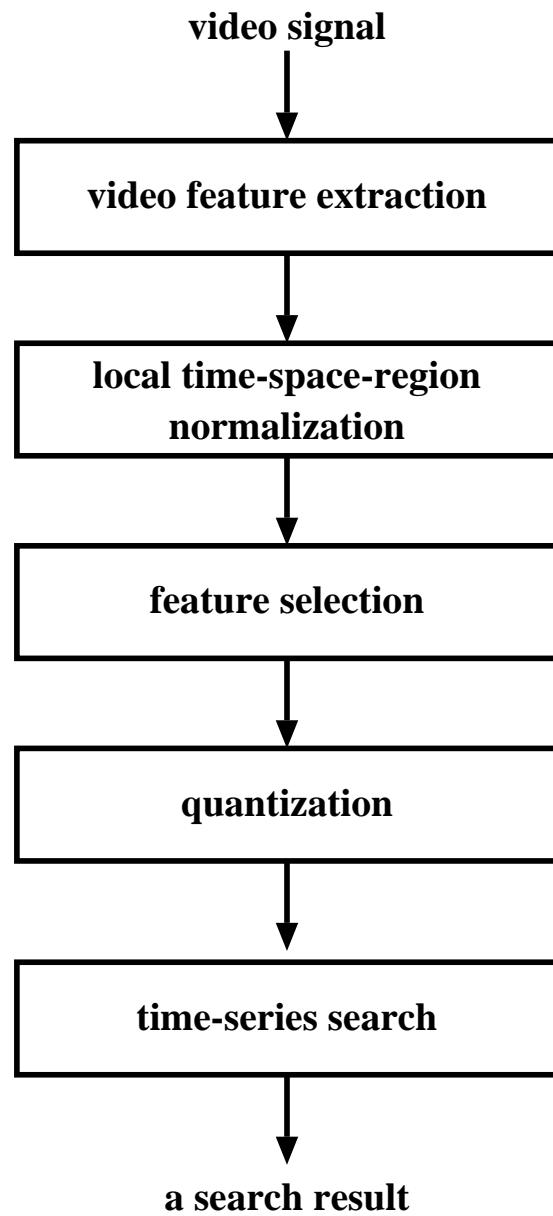 video signal
video feature extraction
local time-space-region
normalization
feature selection
quantization
time-series search
a search result